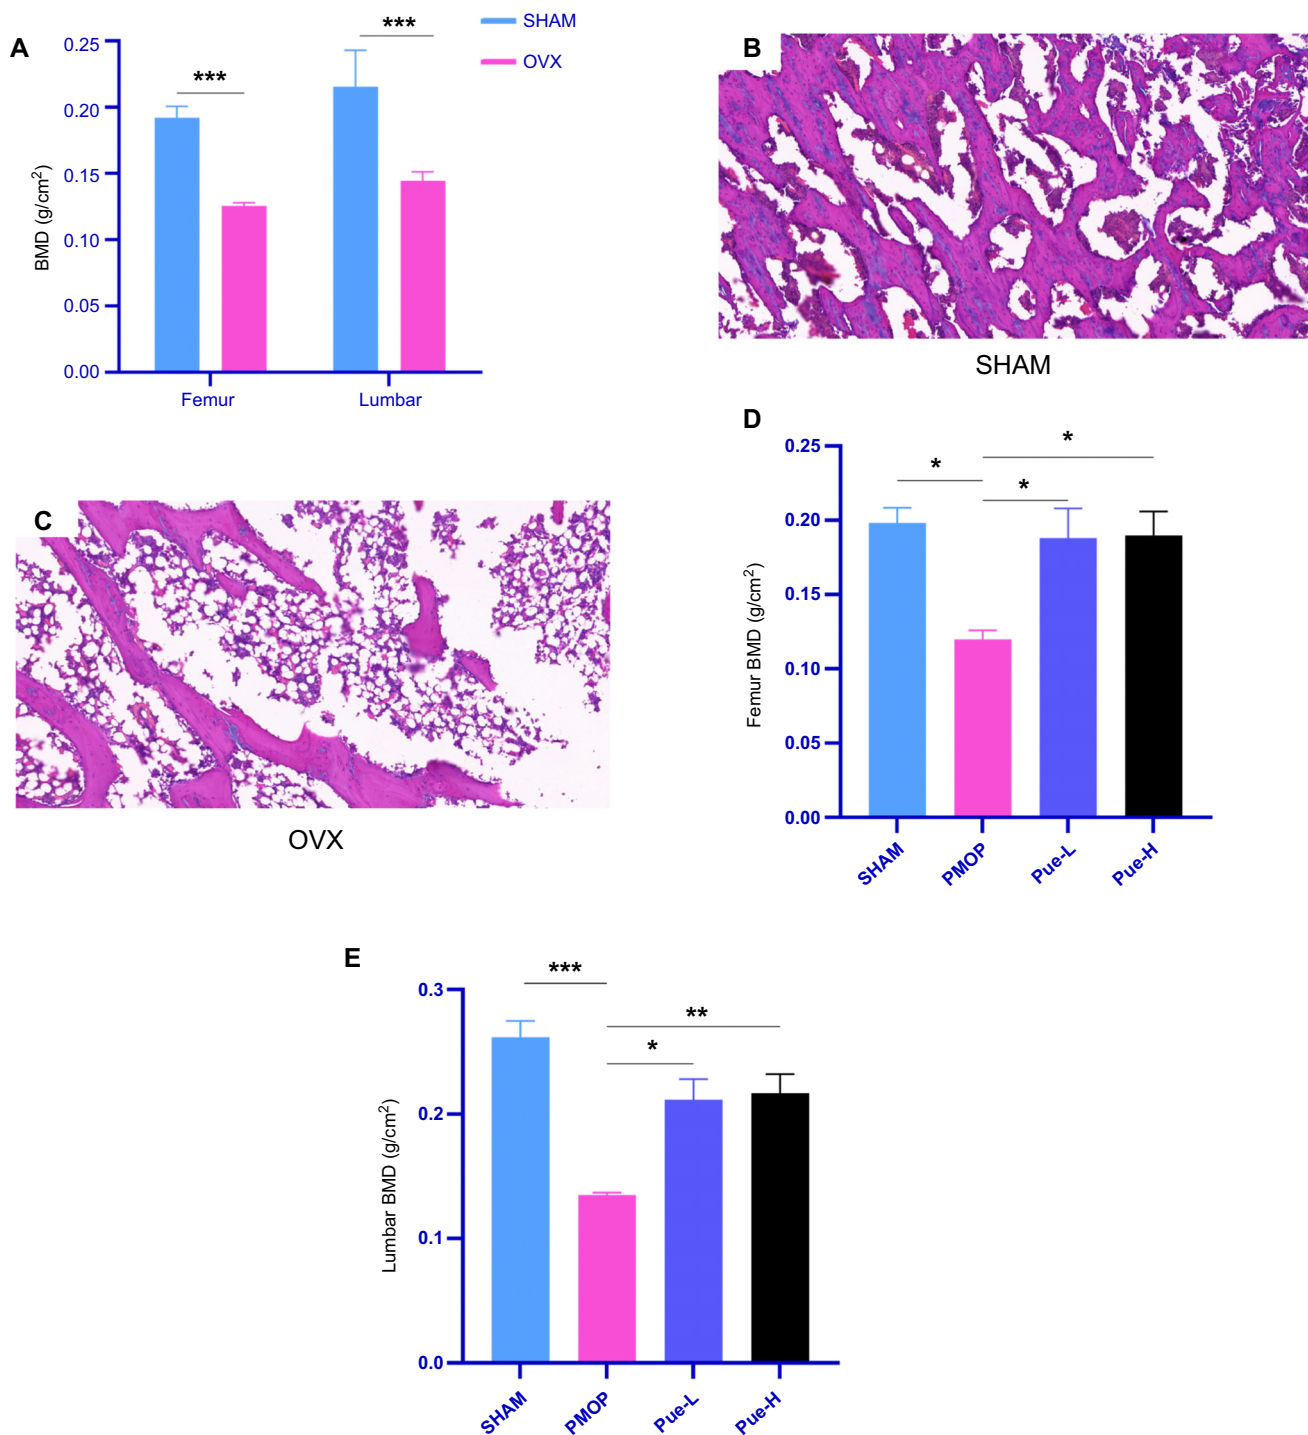 A
SHAM
OVX
***
***
BMD (g/cm²)
0.25
0.20
0.15
0.10
0.05
0.00
Femur
Lumbar
B
SHAM
C
OVX
D
*
*
*
Femur BMD (g/cm²)
0.25
0.20
0.15
0.10
0.05
0.00
SHAM
PMOP
Pue-L
Pue-H
E
***
**
*
Lumbar BMD (g/cm²)
0.3
0.2
0.1
0.0
SHAM
PMOP
Pue-L
Pue-H